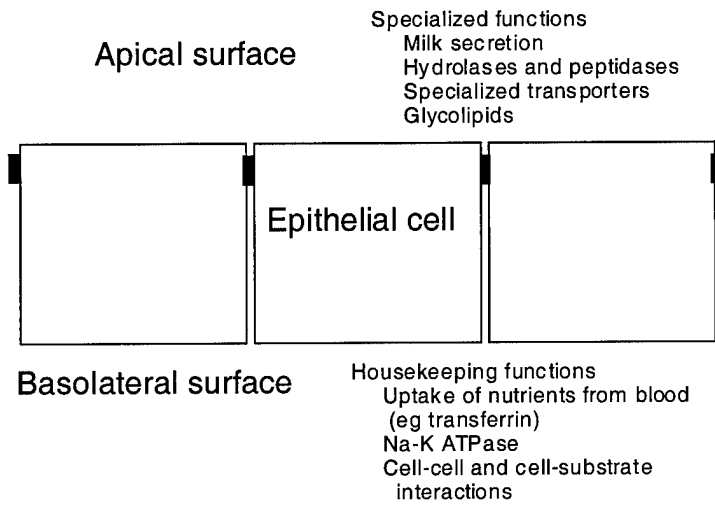 Apical surface
Specialized functions
Milk secretion
Hydrolases and peptidases
Specialized transporters
Glycolipids
Epithelial cell
Basolateral surface
Housekeeping functions
Uptake of nutrients from blood
(eg transferrin)
Na-K ATPase
Cell-cell and cell-substrate
interactions